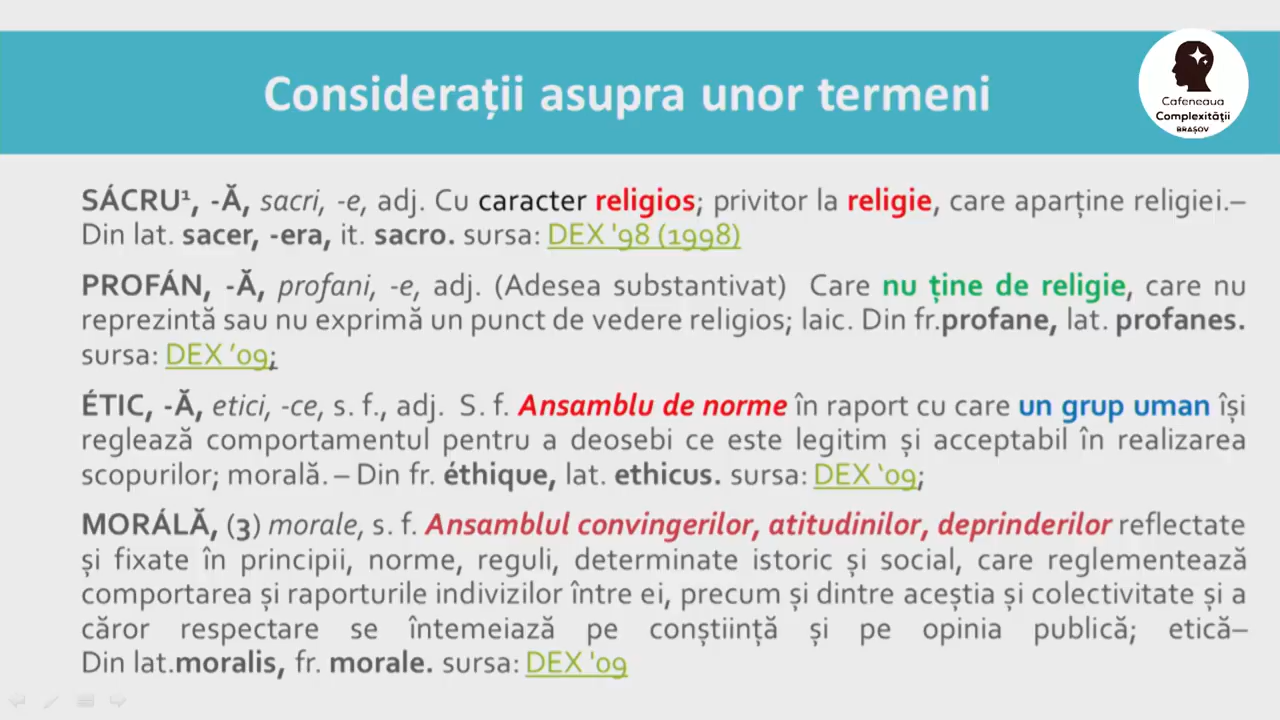 Considerații asupra unor termeni
Cafeneaua
Complexităţii
BRAȘOV
SÁCRU¹, -Ă, sacri, -e, adj. Cu caracter religios; privitor la religie, care aparține religiei.–
Din lat. sacer, -era, it. sacro. sursa: DEX '98 (1998)
PROFÁN, -Ă, profani, -e, adj. (Adesea substantivat) Care nu ține de religie, care nu
reprezintă sau nu exprimă un punct de vedere religios; laic. Din fr.profane, lat. profanes.
sursa: DEX ’09;
ÉTIC, -Ă, etici, -ce, s. f., adj. S. f. Ansamblu de norme în raport cu care un grup uman își
reglează comportamentul pentru a deosebi ce este legitim și acceptabil în realizarea
scopurilor; morală. – Din fr. éthique, lat. ethicus. sursa: DEX ‘09;
MORÁLĂ, (3) morale, s. f. Ansamblul convingerilor, atitudinilor, deprinderilor reflectate
și fixate în principii, norme, reguli, determinate istoric și social, care reglementează
comportarea și raporturile indivizilor între ei, precum și dintre aceștia și colectivitate și a
căror respectare se întemeiază pe conștiință și pe opinia publică; etică–
Din lat.moralis, fr. morale. sursa: DEX '09